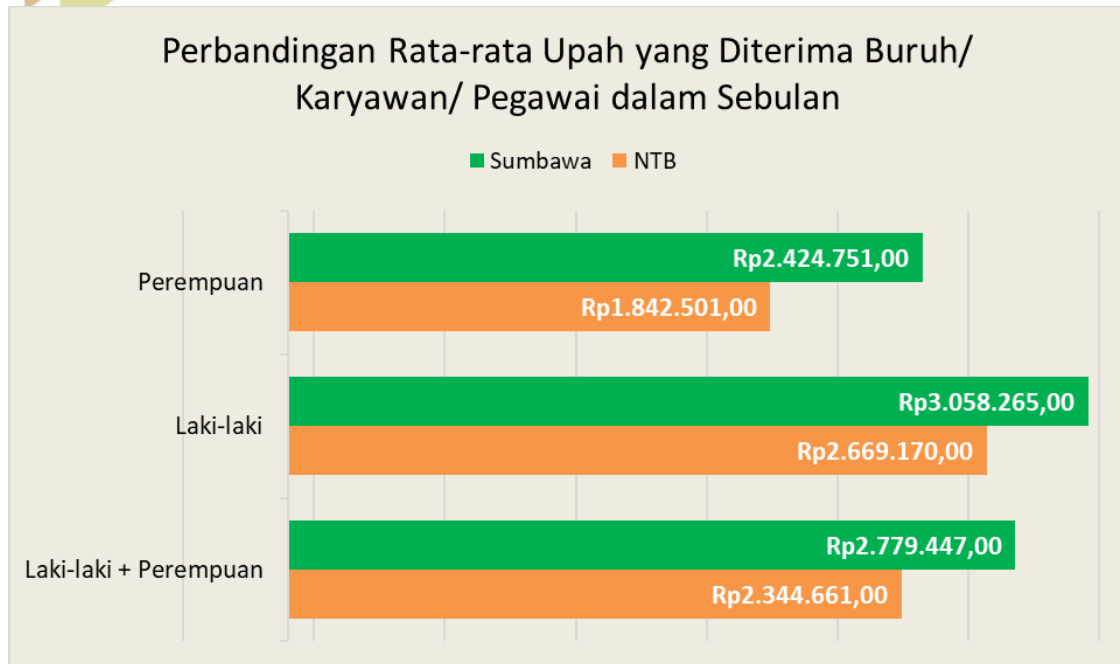 Perbandingan Rata-rata Upah yang Diterima Buruh/
Karyawan/ Pegawai dalam Sebulan
Sumbawa NTB
Perempuan
Rp2.424.751,00
Rp1.842.501,00
Laki-laki
Rp3.058.265,00
Rp2.669.170,00
Laki-laki + Perempuan
Rp2.779.447,00
Rp2.344.661,00